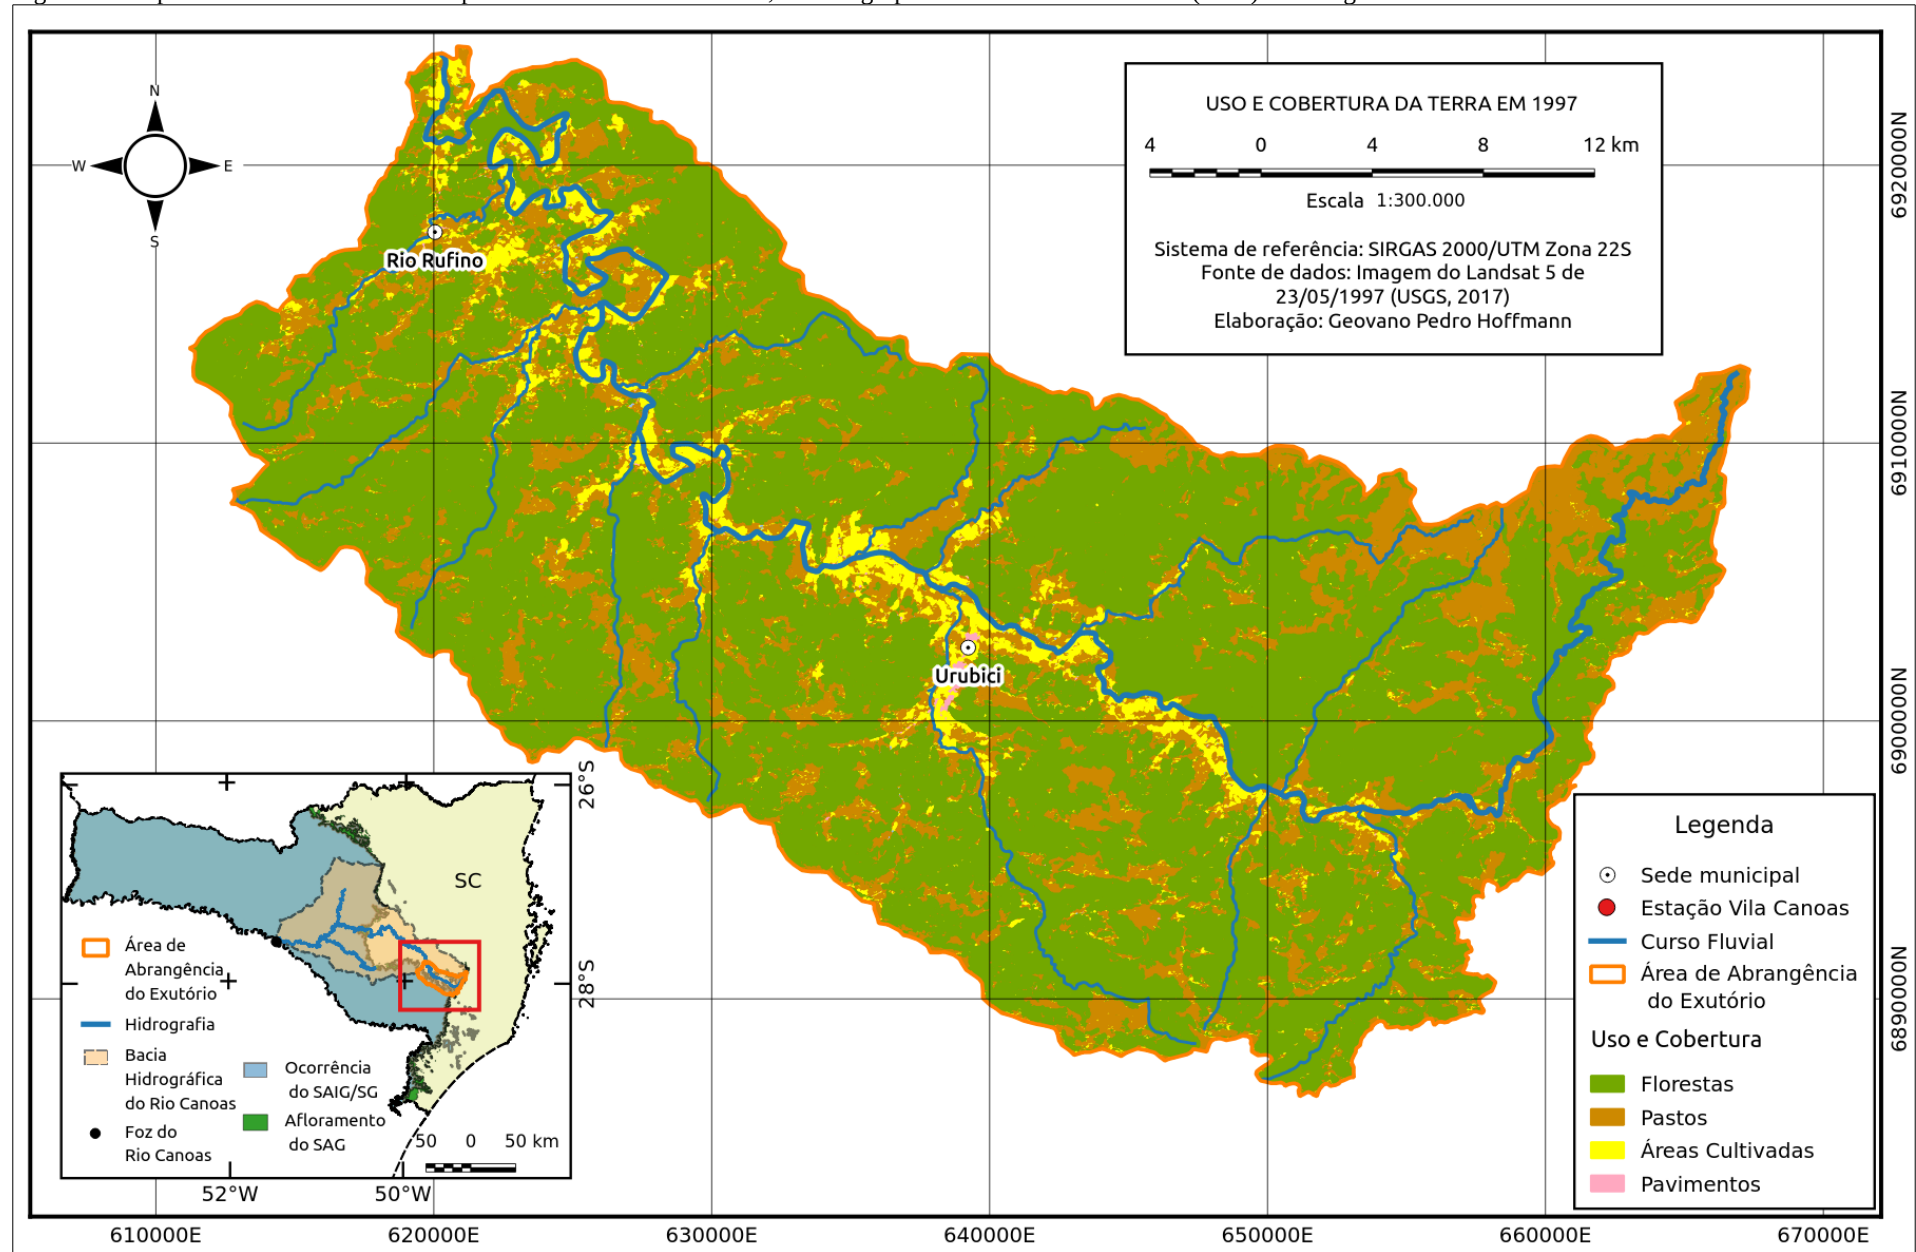 N
W
E
S
USO E COBERTURA DA TERRA EM 1997
4 0 4 8 12 km
Escala 1:300.000
Sistema de referência: SIRGAS 2000/UTM Zona 22S
Fonte de dados: Imagem do Landsat 5 de
23/05/1997 (USGS, 2017)
Elaboração: Geovano Pedro Hoffmann
Rio Rufino
Urubici
6920000N
6910000N
6900000N
6890000N
26°S
28°S
SC
Área de
Abrangência
do Exutório
Hidrografia
Bacia
Hidrográfica
do Rio Canoas
Foz do
Rio Canoas
Ocorrência
do SAIG/SG
Afloramento
do SAG
50 0 50 km
52°W 50°W
Legenda
Sede municipal
Estação Vila Canoas
Curso Fluvial
Área de Abrangência
do Exutório
Uso e Cobertura
Florestas
Pastos
Áreas Cultivadas
Pavimentos
610000E 620000E 630000E 640000E 650000E 660000E 670000E